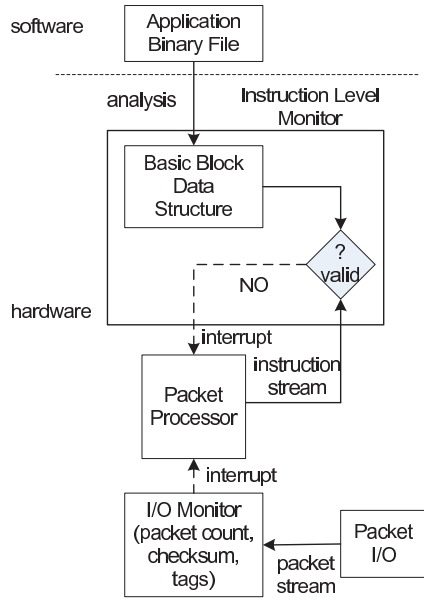 software
Application
Binary File
analysis
Instruction Level
Monitor
Basic Block
Data
Structure
?
valid
NO
hardware
interrupt
instruction
stream
Packet
Processor
interrupt
I/O Monitor
(packet count,
checksum,
tags)
packet
stream
Packet
I/O